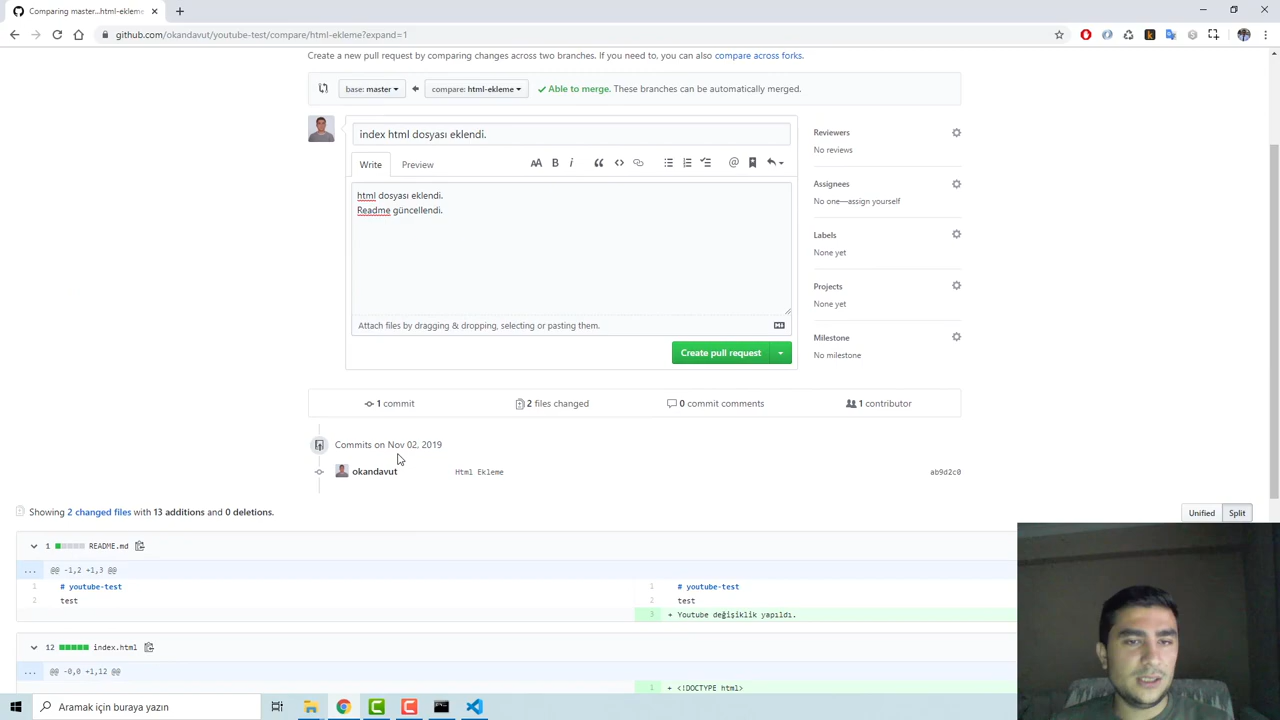 Comparing master...html-ekleme
github.com/okandavut/youtube-test/compare/html-ekleme?expand=1
Create a new pull request by comparing changes across two branches. If you need to, you can also compare across forks.
base: master
compare: html-ekleme
Able to merge. These branches can be automatically merged.
index html dosyası eklendi.
Write
Preview
AA B i
html dosyası eklendi.
Readme güncellendi.
Attach files by dragging & dropping, selecting or pasting them.
Create pull request
Reviewers
No reviews
Assignees
No one—assign yourself
Labels
None yet
Projects
None yet
Milestone
No milestone
1 commit
2 files changed
0 commit comments
1 contributor
Commits on Nov 02, 2019
okandavut
Html Ekleme
ab9d2c0
Showing 2 changed files with 13 additions and 0 deletions.
Unified
Split
1 README.md
... @@ -1,2 +1,3 @@
1 # youtube-test
1 # youtube-test
2 test
2 test
3 + Youtube değişiklik yapıldı.
12 index.html
... @@ -0,0 +1,12 @@
1 + <!DOCTYPE html>
Aramak için buraya yazın